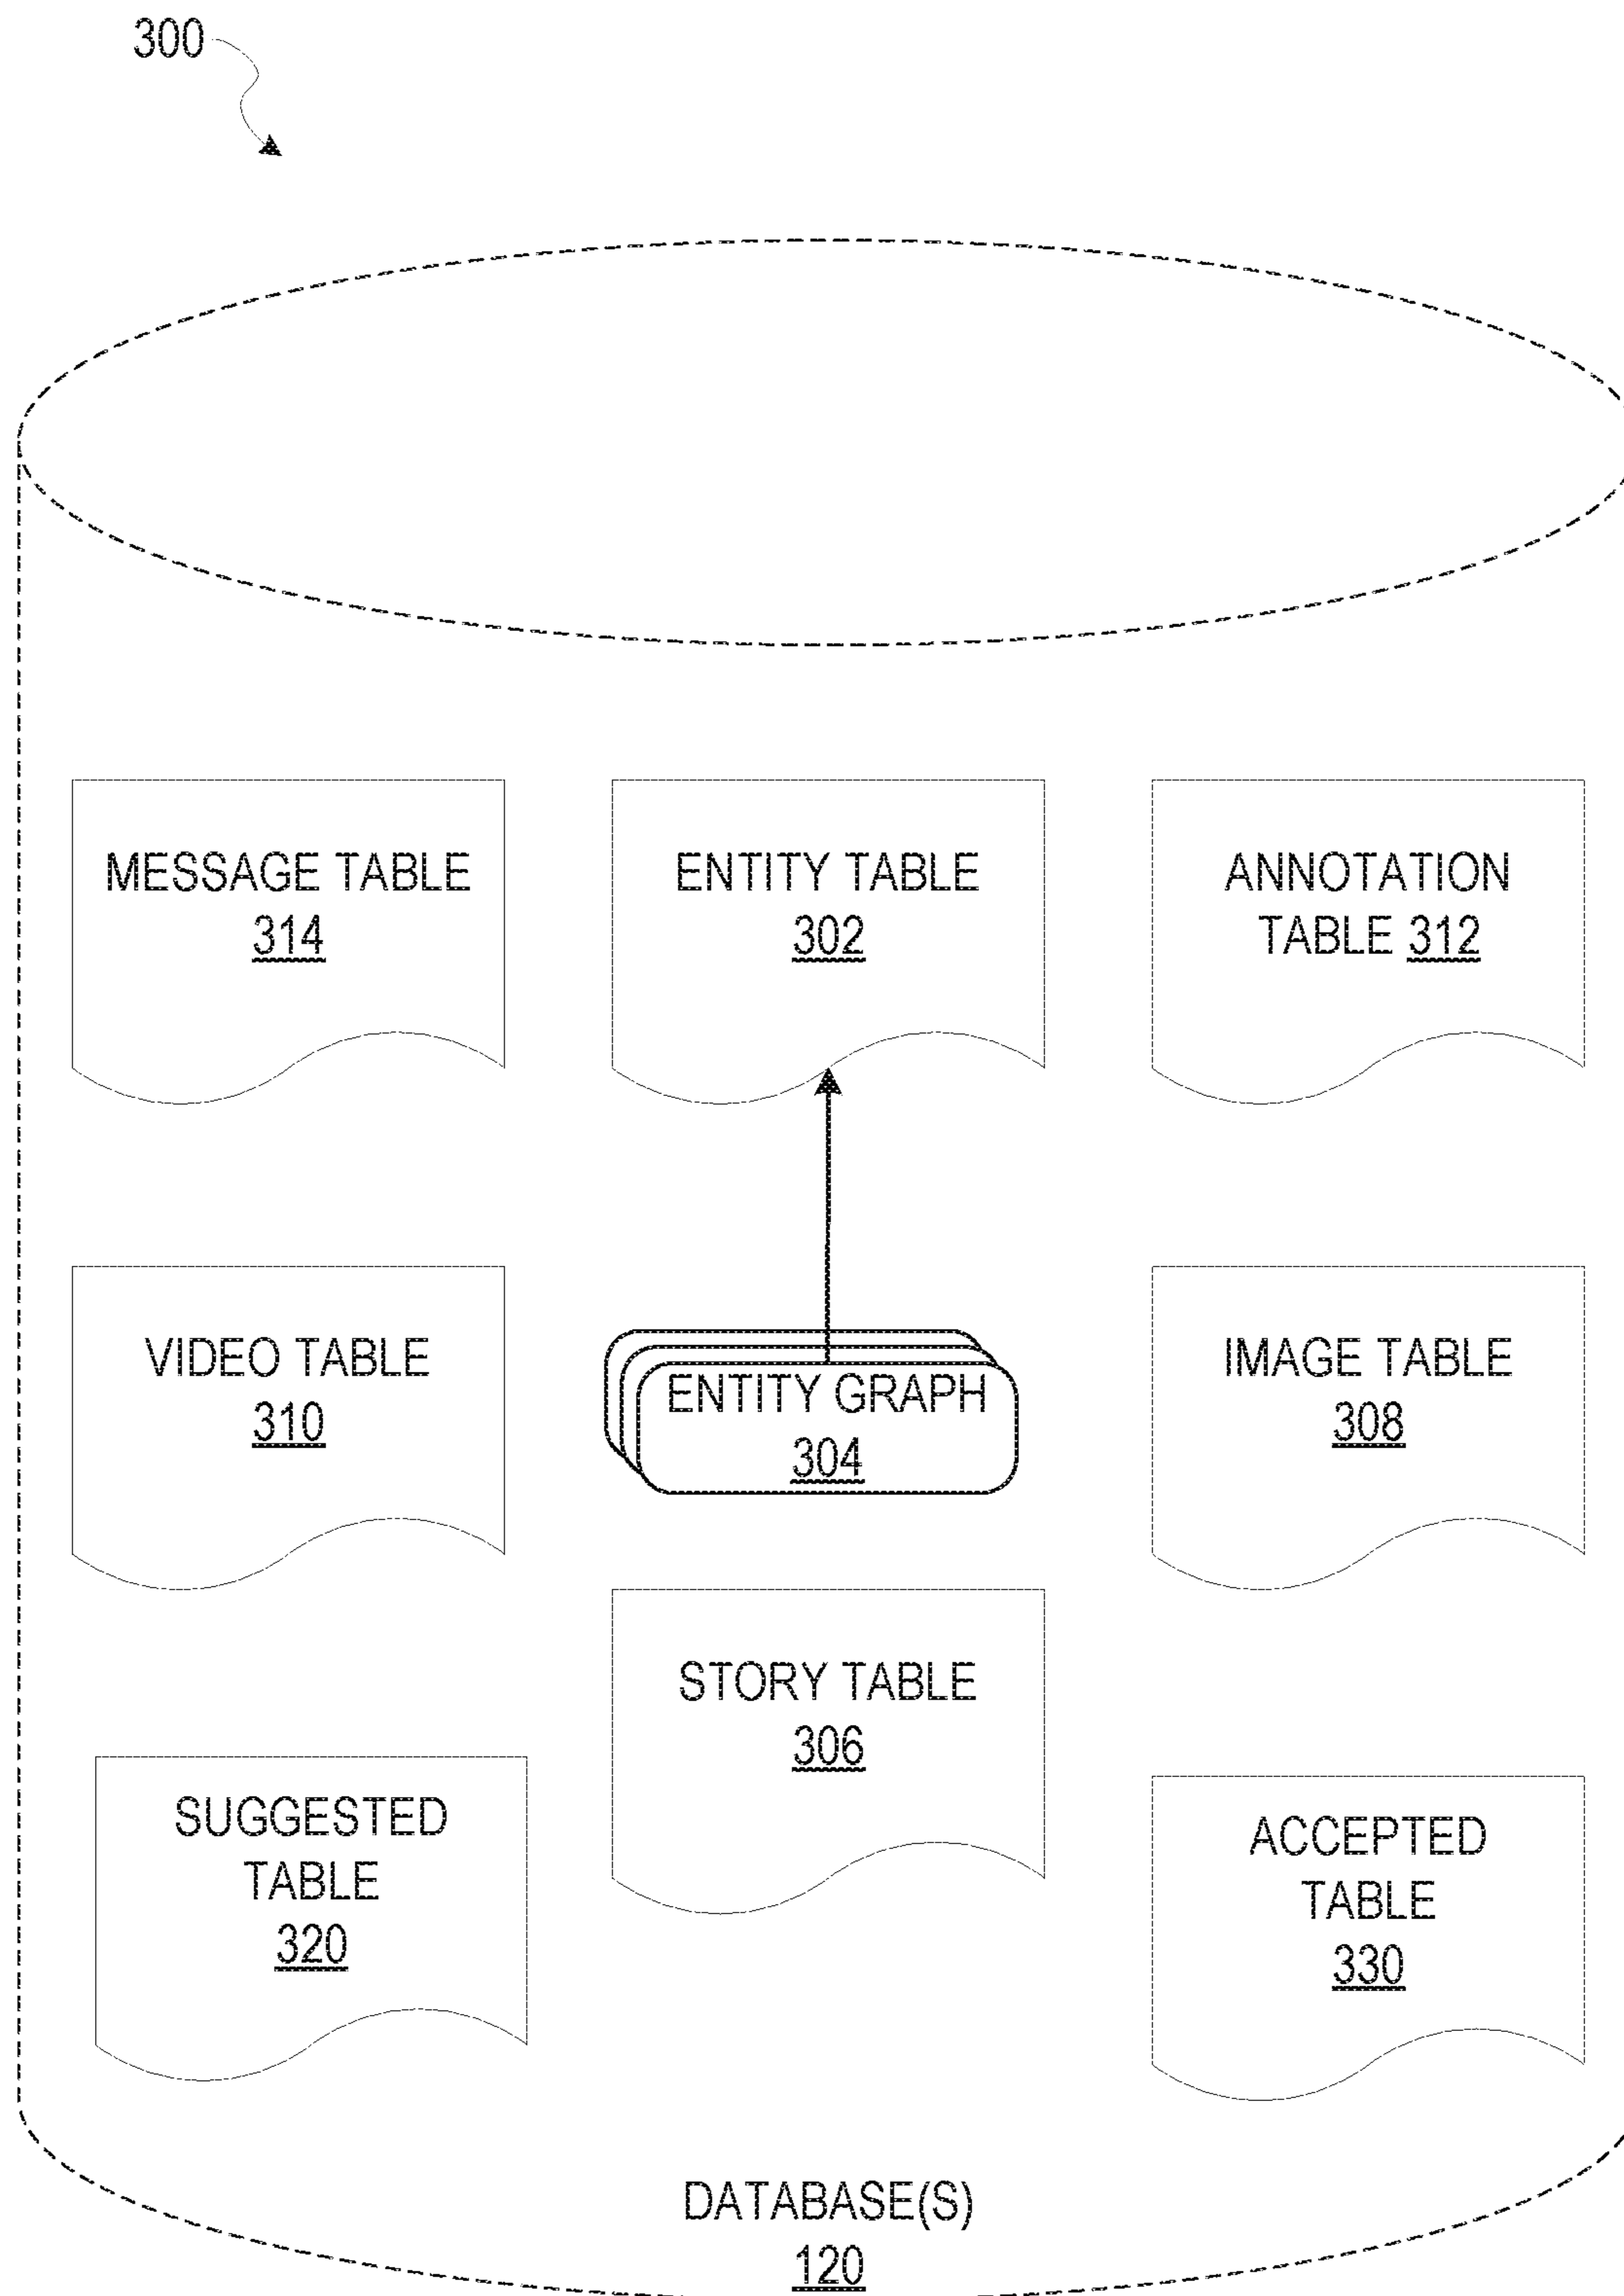 300
MESSAGE TABLE
314
ENTITY TABLE
302
ANNOTATION
TABLE 312
VIDEO TABLE
310
ENTITY GRAPH
304
IMAGE TABLE
308
STORY TABLE
306
SUGGESTED
TABLE
320
ACCEPTED
TABLE
330
DATABASE(S)
120